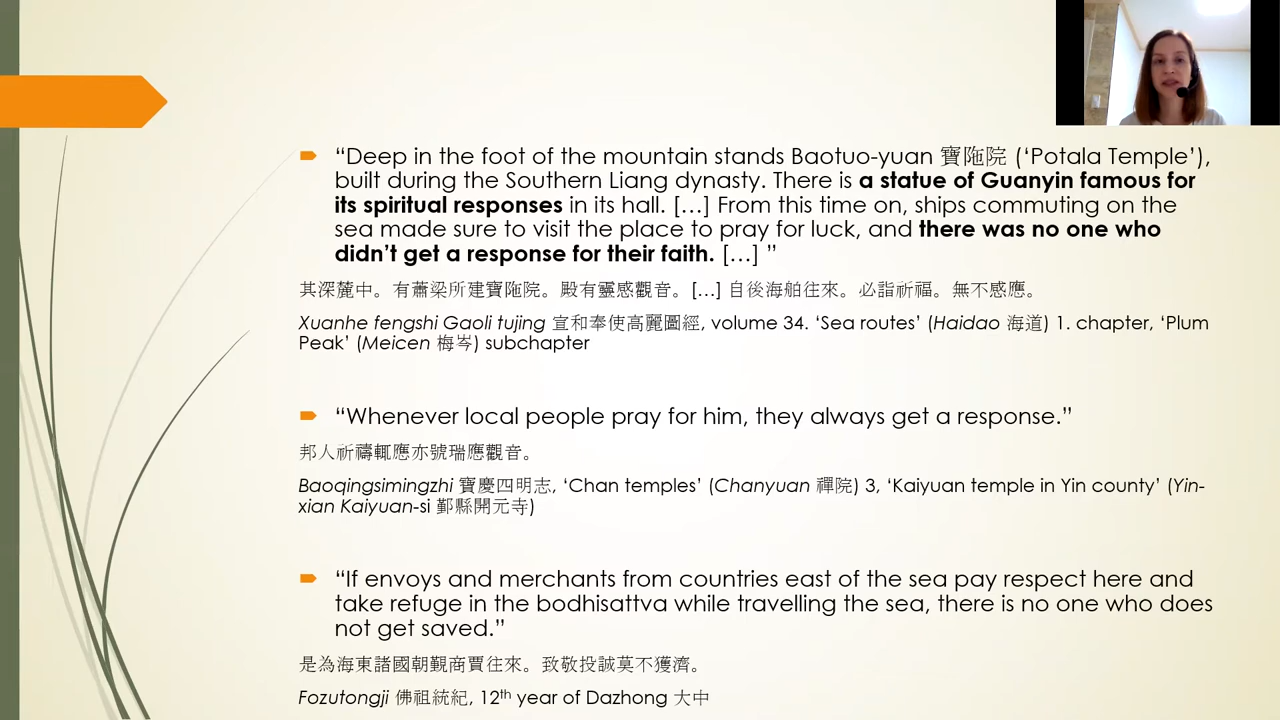 “Deep in the foot of the mountain stands Baotuo-yuan 寶陁院 (‘Potala Temple’),
built during the Southern Liang dynasty. There is a statue of Guanyin famous for
its spiritual responses in its hall. […] From this time on, ships commuting on the
sea made sure to visit the place to pray for luck, and there was no one who
didn’t get a response for their faith. […] ”
其深麓中。有蕭梁所建寶陁院。殿有靈感觀音。[…] 自後海舶往來。必詣祈福。無不感應。
Xuanhe fengshi Gaoli tujing 宣和奉使高麗圖經, volume 34. ‘Sea routes’ (Haidao 海道) 1. chapter, ‘Plum
Peak’ (Meicen 梅岑) subchapter
“Whenever local people pray for him, they always get a response.”
邦人祈禱輒應亦號瑞應觀音。
Baoqingsimingzhi 寶慶四明志, ‘Chan temples’ (Chanyuan 禪院) 3, ‘Kaiyuan temple in Yin county’ (Yin-
xian Kaiyuan-si 鄞縣開元寺)
“If envoys and merchants from countries east of the sea pay respect here and
take refuge in the bodhisattva while travelling the sea, there is no one who does
not get saved.”
是為海東諸國朝覲商賈往來。致敬投誠莫不獲濟。
Fozutongji 佛祖統紀, 12th year of Dazhong 大中